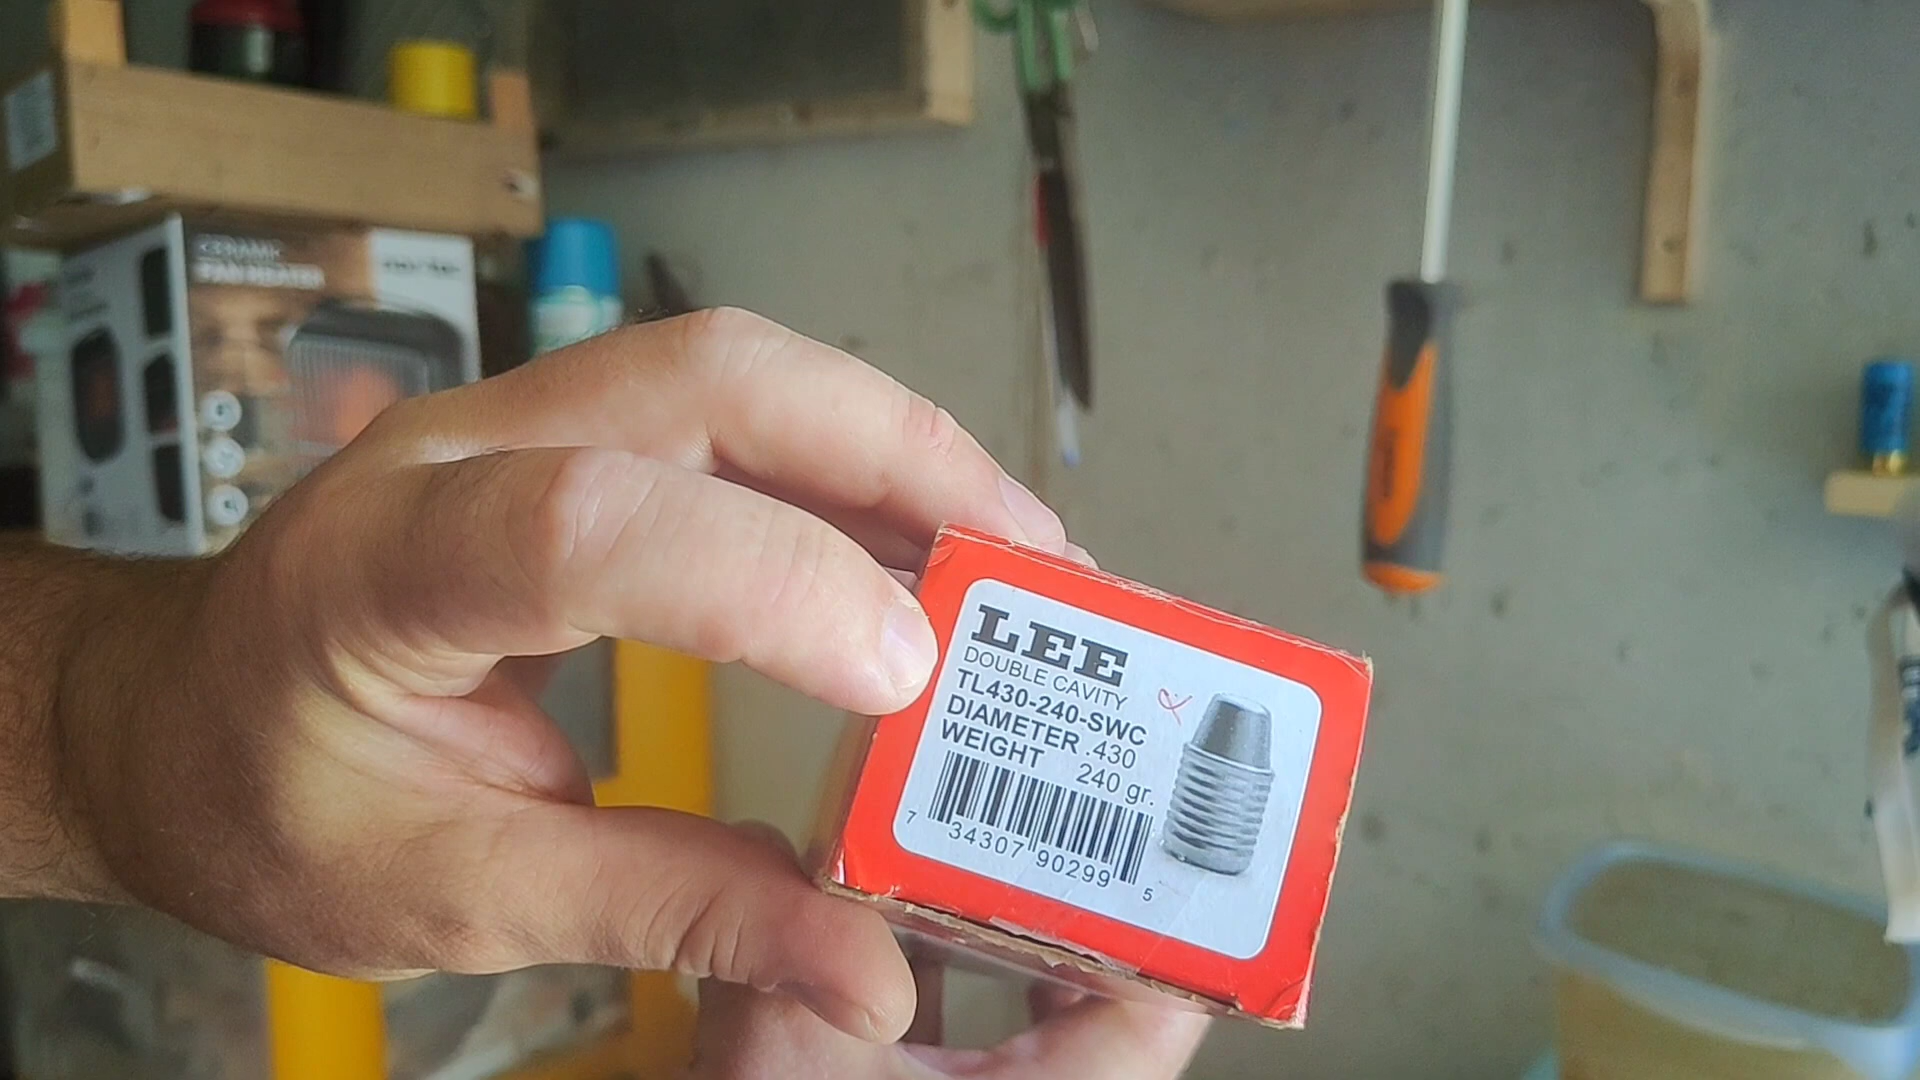 CERAMIC
FAN HEATER
LEE
DOUBLE CAVITY
TL430-240-SWC
DIAMETER .430
WEIGHT 240 gr.
7 34307 90299 5